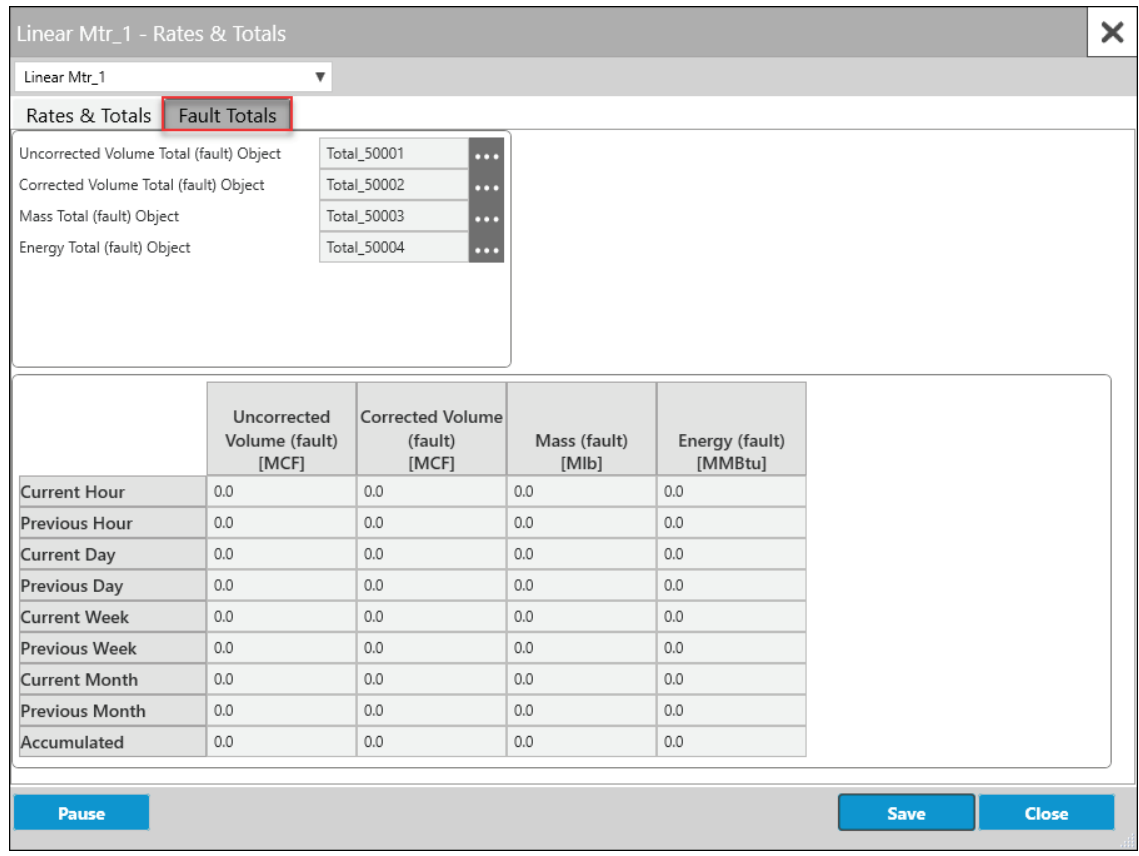 Linear Mtr_1 - Rates & Totals
Linear Mtr_1
Rates & Totals Fault Totals
Uncorrected Volume Total (fault) Object Total_50001 ...
Corrected Volume Total (fault) Object Total_50002 ...
Mass Total (fault) Object Total_50003 ...
Energy Total (fault) Object Total_50004 ...
Uncorrected Volume (fault) [MCF] Corrected Volume (fault) [MCF] Mass (fault) [Mlb] Energy (fault) [MMBtu]
Current Hour 0.0 0.0 0.0 0.0
Previous Hour 0.0 0.0 0.0 0.0
Current Day 0.0 0.0 0.0 0.0
Previous Day 0.0 0.0 0.0 0.0
Current Week 0.0 0.0 0.0 0.0
Previous Week 0.0 0.0 0.0 0.0
Current Month 0.0 0.0 0.0 0.0
Previous Month 0.0 0.0 0.0 0.0
Accumulated 0.0 0.0 0.0 0.0
Pause Save Close